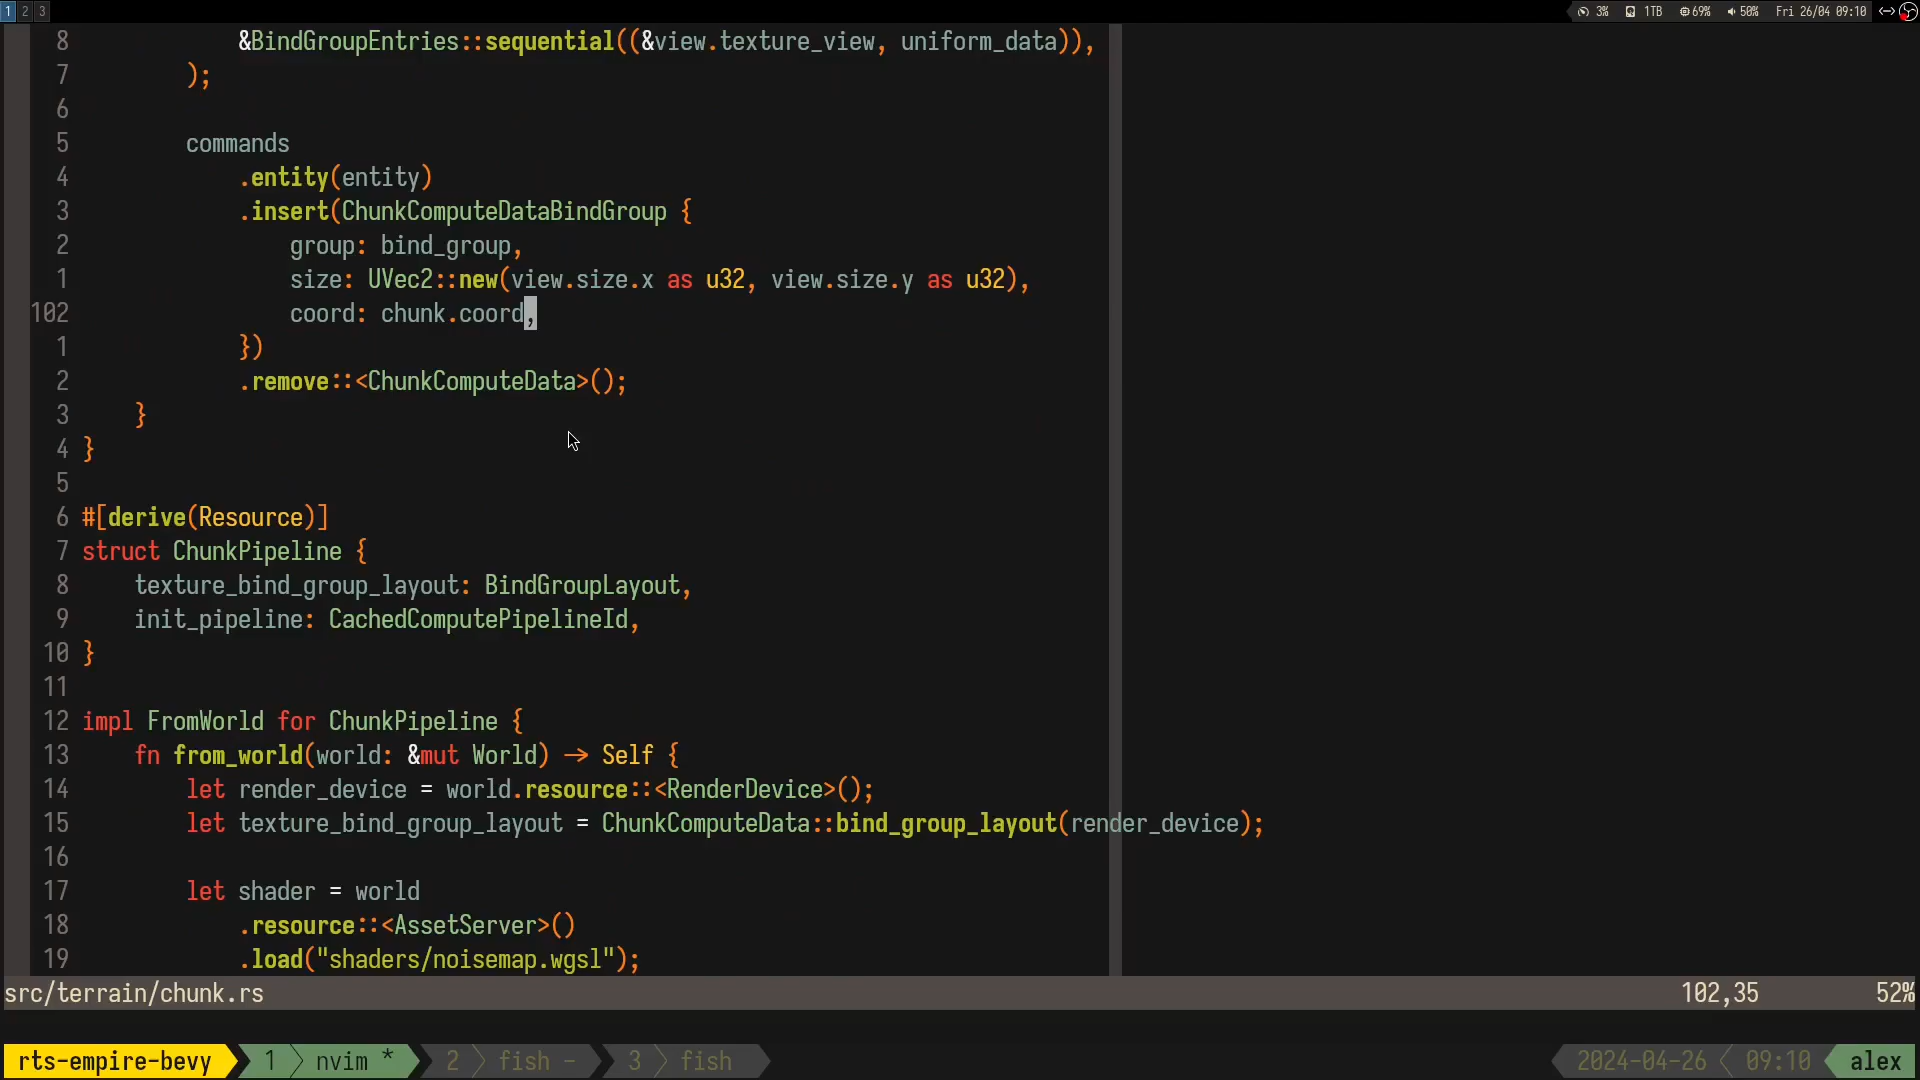 1 2 3 3% 1TB 69% 50% Fri 26/04 09:10
8 &BindGroupEntries::sequential((&view.texture_view, uniform_data)),
7 );
6
5 commands
4 .entity(entity)
3 .insert(ChunkComputeDataBindGroup {
2 group: bind_group,
1 size: UVec2::new(view.size.x as u32, view.size.y as u32),
102 coord: chunk.coord,
1 })
2 .remove::<ChunkComputeData>();
3 }
4 }
5
6 #[derive(Resource)]
7 struct ChunkPipeline {
8 texture_bind_group_layout: BindGroupLayout,
9 init_pipeline: CachedComputePipelineId,
10 }
11
12 impl FromWorld for ChunkPipeline {
13 fn from_world(world: &mut World) -> Self {
14 let render_device = world.resource::<RenderDevice>();
15 let texture_bind_group_layout = ChunkComputeData::bind_group_layout(render_device);
16
17 let shader = world
18 .resource::<AssetServer>()
19 .load("shaders/noisemap.wgsl");
src/terrain/chunk.rs 102,35 52%
rts-empire-bevy 1 nvim * 2 fish - 3 fish 2024-04-26 09:10 alex